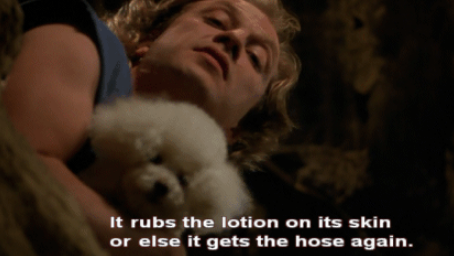 It rubs the lotion on its skin
or else it gets the hose again.